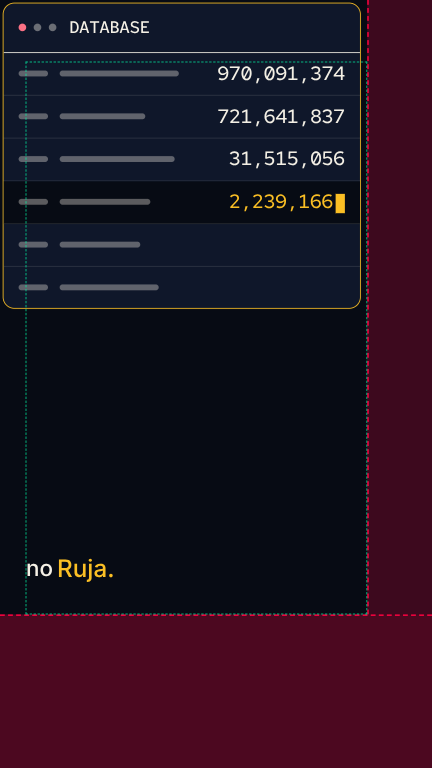 DATABASE
970,091,374
721,641,837
31,515,056
2,239,166
no Ruja.